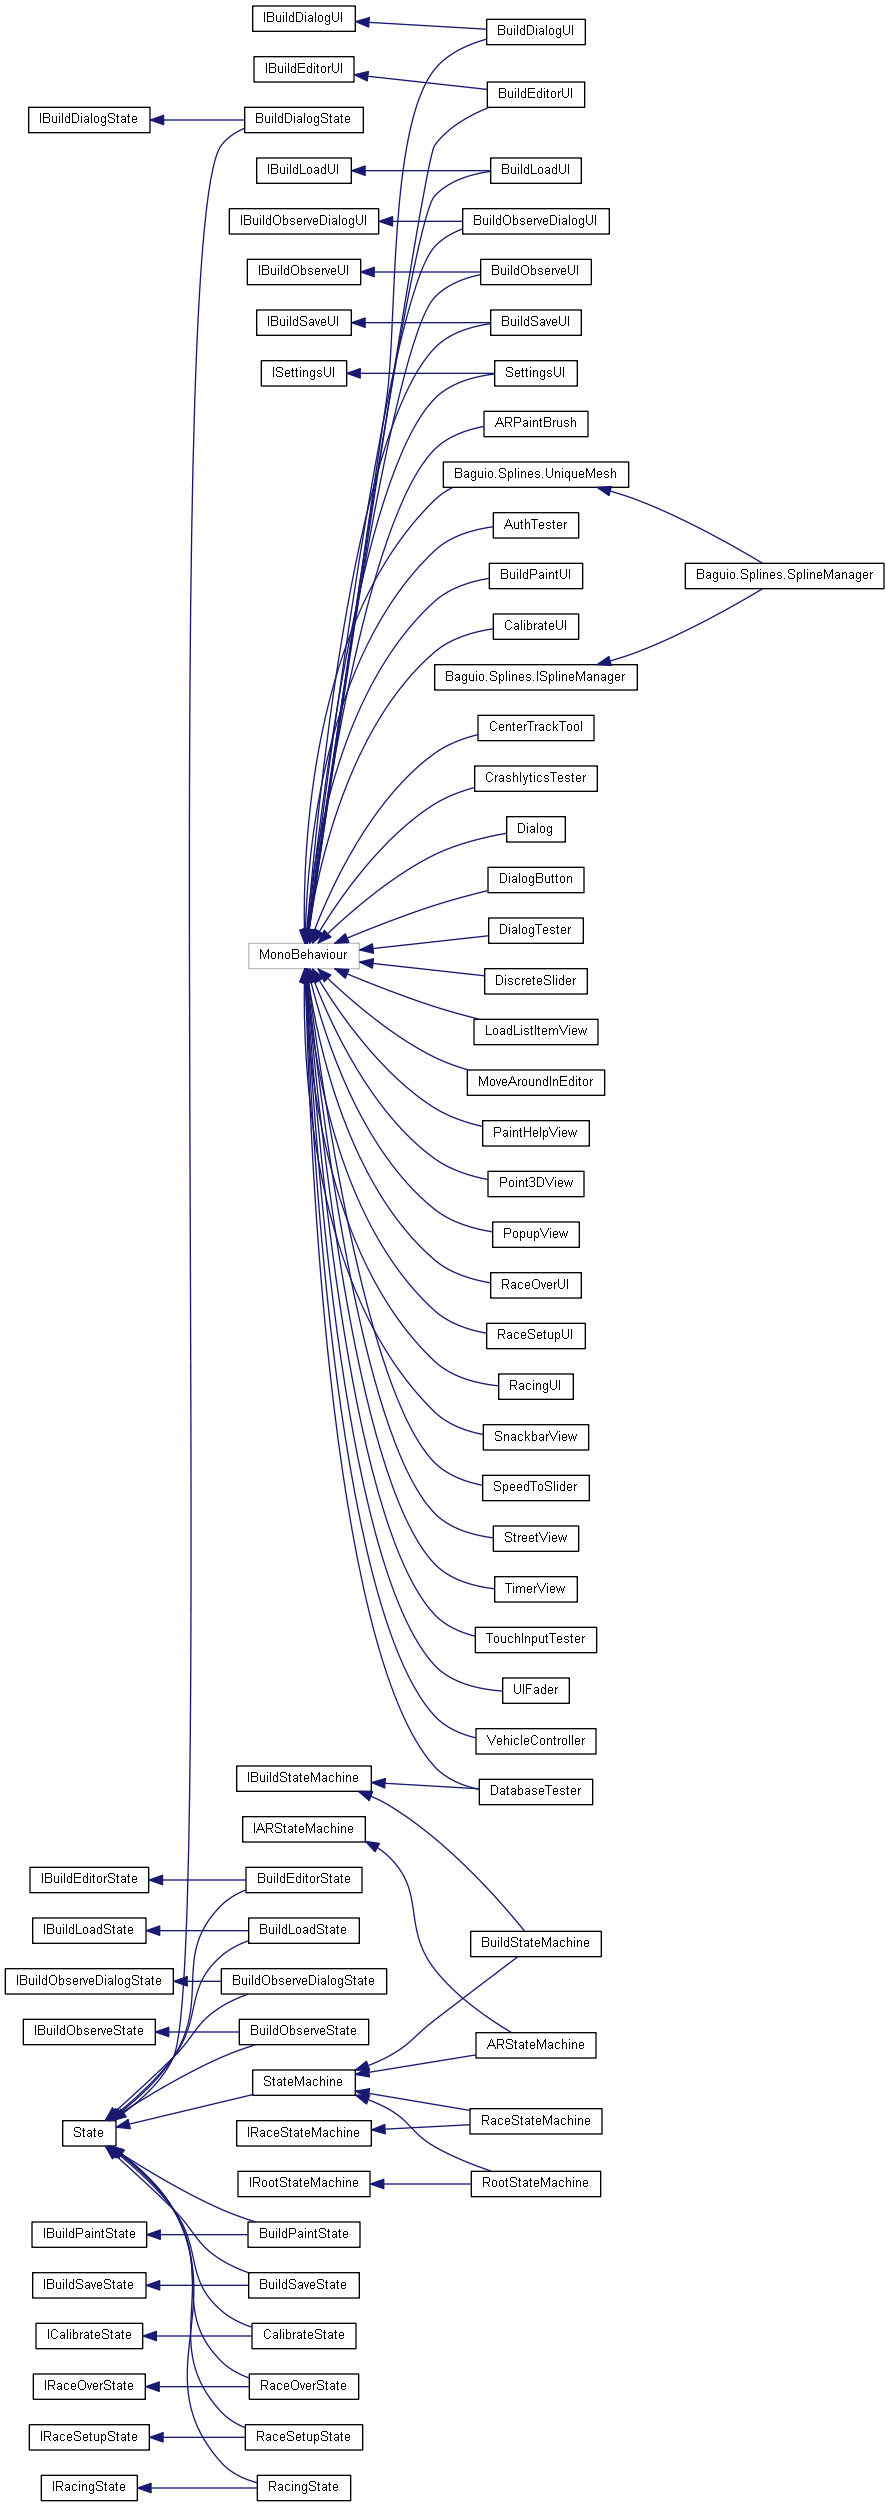 IBuildDialogUI
BuildDialogUI
IBuildEditorUI
BuildEditorUI
IBuildDialogState
BuildDialogState
IBuildLoadUI
BuildLoadUI
IBuildObserveDialogUI
BuildObserveDialogUI
IBuildObserveUI
BuildObserveUI
IBuildSaveUI
BuildSaveUI
ISettingsUI
SettingsUI
ARPaintBrush
Baguio.Splines.UniqueMesh
AuthTester
BuildPaintUI
Baguio.Splines.SplineManager
CalibrateUI
Baguio.Splines.ISplineManager
CenterTrackTool
CrashlyticsTester
Dialog
DialogButton
DialogTester
MonoBehaviour
DiscreteSlider
LoadListItemView
MoveAroundInEditor
PaintHelpView
Point3DView
PopupView
RaceOverUI
RaceSetupUI
RacingUI
SnackbarView
SpeedToSlider
StreetView
TimerView
TouchInputTester
UIFader
VehicleController
IBuildStateMachine
DatabaseTester
IARStateMachine
IBuildEditorState
BuildEditorState
IBuildLoadState
BuildLoadState
BuildStateMachine
IBuildObserveDialogState
BuildObserveDialogState
IBuildObserveState
BuildObserveState
ARStateMachine
StateMachine
RaceStateMachine
State
IRaceStateMachine
IRootStateMachine
RootStateMachine
IBuildPaintState
BuildPaintState
IBuildSaveState
BuildSaveState
ICalibrateState
CalibrateState
IRaceOverState
RaceOverState
IRaceSetupState
RaceSetupState
IRacingState
RacingState